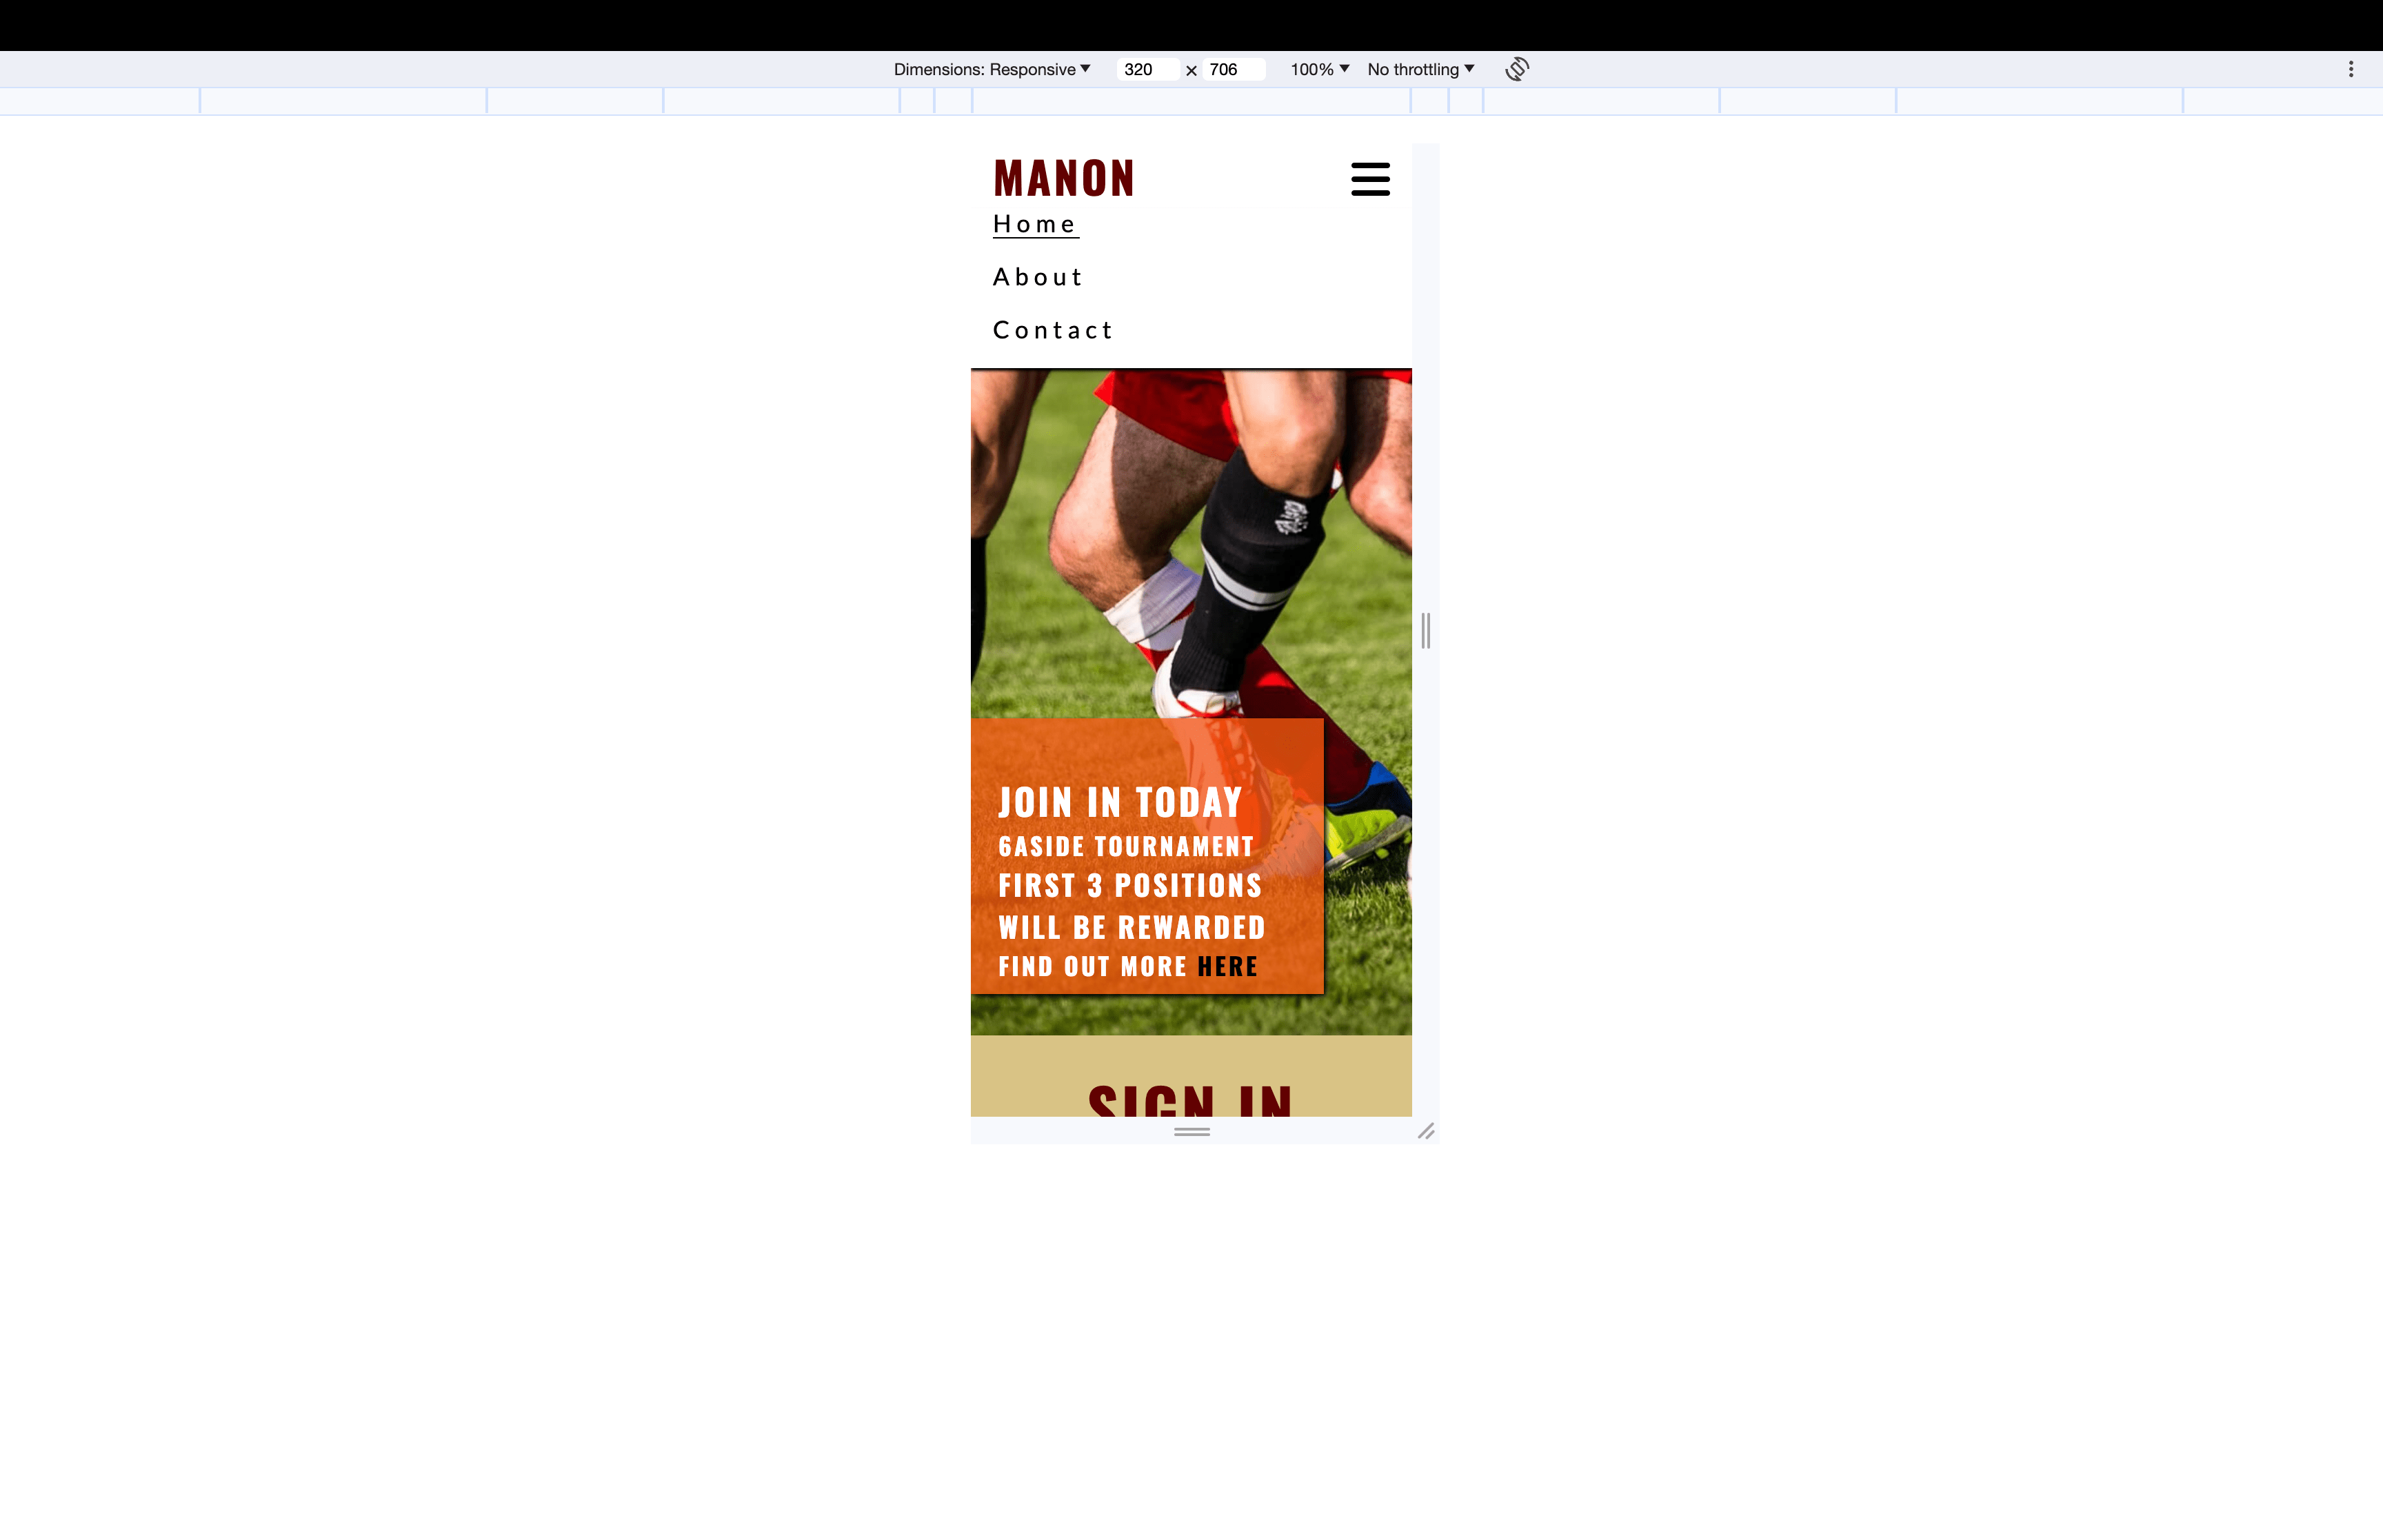 Dimensions: Responsive 320 × 706 100% No throttling
MANON
Home
About
Contact
JOIN IN TODAY
6ASIDE TOURNAMENT
FIRST 3 POSITIONS
WILL BE REWARDED
FIND OUT MORE HERE
SIGN IN